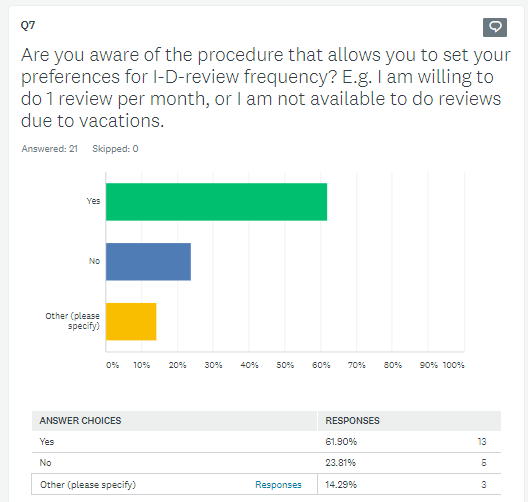 Q7
Are you aware of the procedure that allows you to set your
preferences for I-D-review frequency? E.g. I am willing to
do 1 review per month, or I am not available to do reviews
due to vacations.
Answered: 21 Skipped: 0
Yes
No
Other (please
specify)
0% 10% 20% 30% 40% 50% 60% 70% 80% 90% 100%
ANSWER CHOICES RESPONSES
Yes 61.90% 13
No 23.81% 5
Other (please specify) Responses 14.29% 3